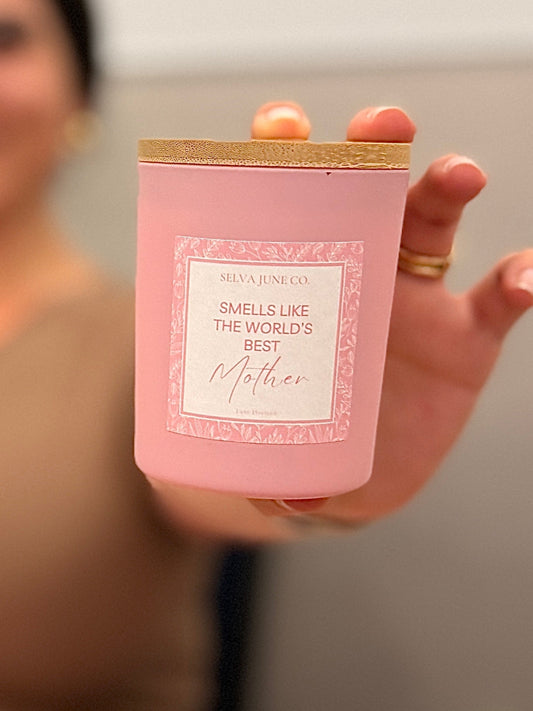 SELVA JUNE CO.
SMELLS LIKE
THE WORLD'S
BEST
Mother